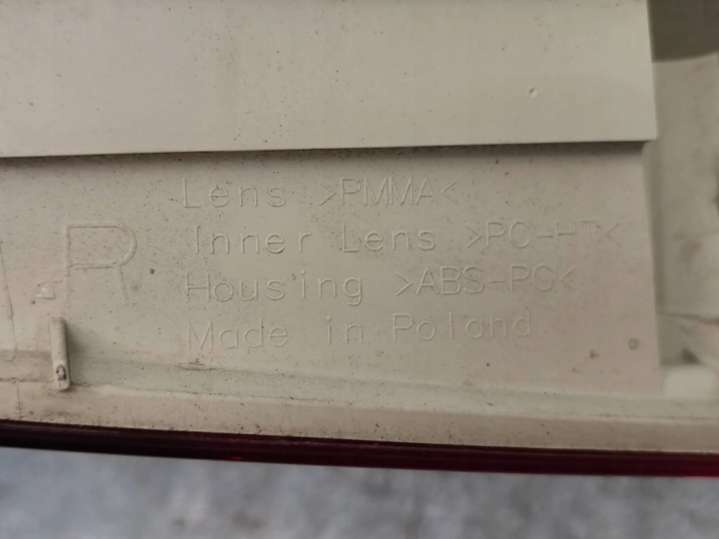 Lens >PMMA<
Inner Lens >PC-HT<
Housing >ABS-PC<
Made in Poland
R